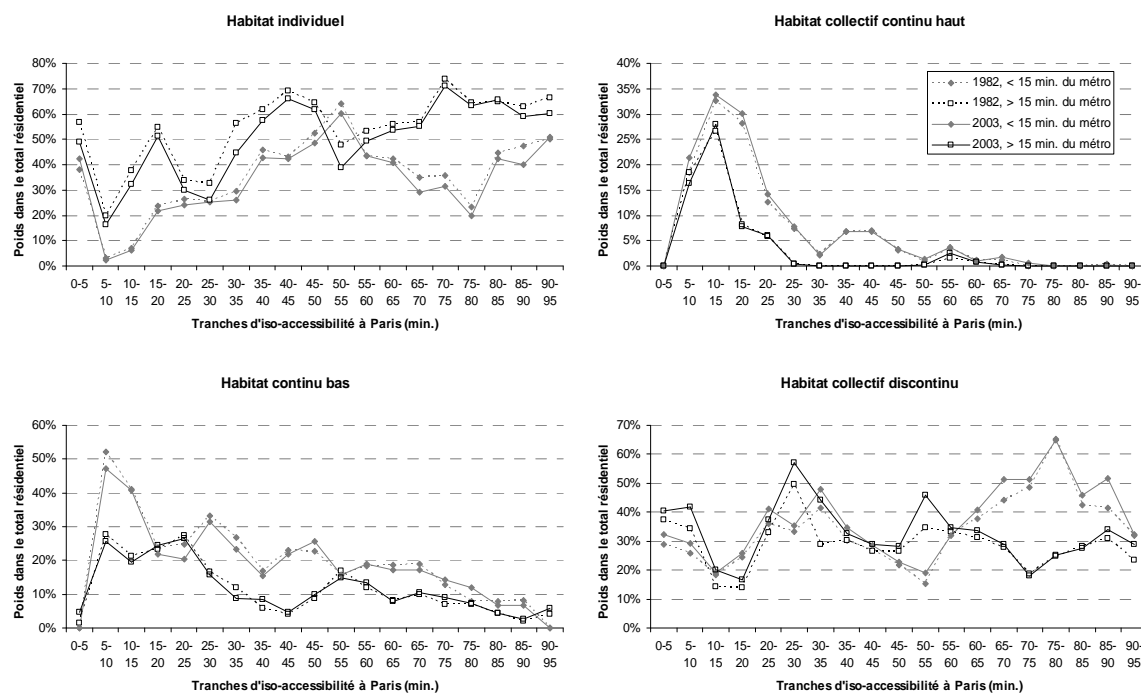 Habitat individuel
Poids dans le total résidentiel
80%
70%
60%
50%
40%
30%
20%
10%
0%
0-5 5-10 10-15 15-20 20-25 25-30 30-35 35-40 40-45 45-50 50-55 55-60 60-65 65-70 70-75 75-80 80-85 85-90 90-95
Tranches d'iso-accessibilité à Paris (min.)
Habitat collectif continu haut
Poids dans le total résidentiel
40%
35%
30%
25%
20%
15%
10%
5%
0%
1982, < 15 min. du métro
1982, > 15 min. du métro
2003, < 15 min. du métro
2003, > 15 min. du métro
0-5 5-10 10-15 15-20 20-25 25-30 30-35 35-40 40-45 45-50 50-55 55-60 60-65 65-70 70-75 75-80 80-85 85-90 90-95
Tranches d'iso-accessibilité à Paris (min.)
Habitat continu bas
Poids dans le total résidentiel
60%
50%
40%
30%
20%
10%
0%
0-5 5-10 10-15 15-20 20-25 25-30 30-35 35-40 40-45 45-50 50-55 55-60 60-65 65-70 70-75 75-80 80-85 85-90 90-95
Tranches d'iso-accessibilité à Paris (min.)
Habitat collectif discontinu
Poids dans le total résidentiel
70%
60%
50%
40%
30%
20%
10%
0%
0-5 5-10 10-15 15-20 20-25 25-30 30-35 35-40 40-45 45-50 50-55 55-60 60-65 65-70 70-75 75-80 80-85 85-90 90-95
Tranches d'iso-accessibilité à Paris (min.)